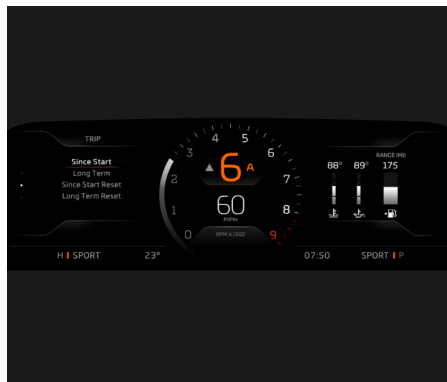 TRIP
Since Start
Long Term
Since Start Reset
Long Term Reset
0
1
2
3
4
5
6
7
8
9
6 A
60
MPH
RPM X1000
RANGE (MI)
88° 89° 175
H SPORT 23°
07:50 SPORT P